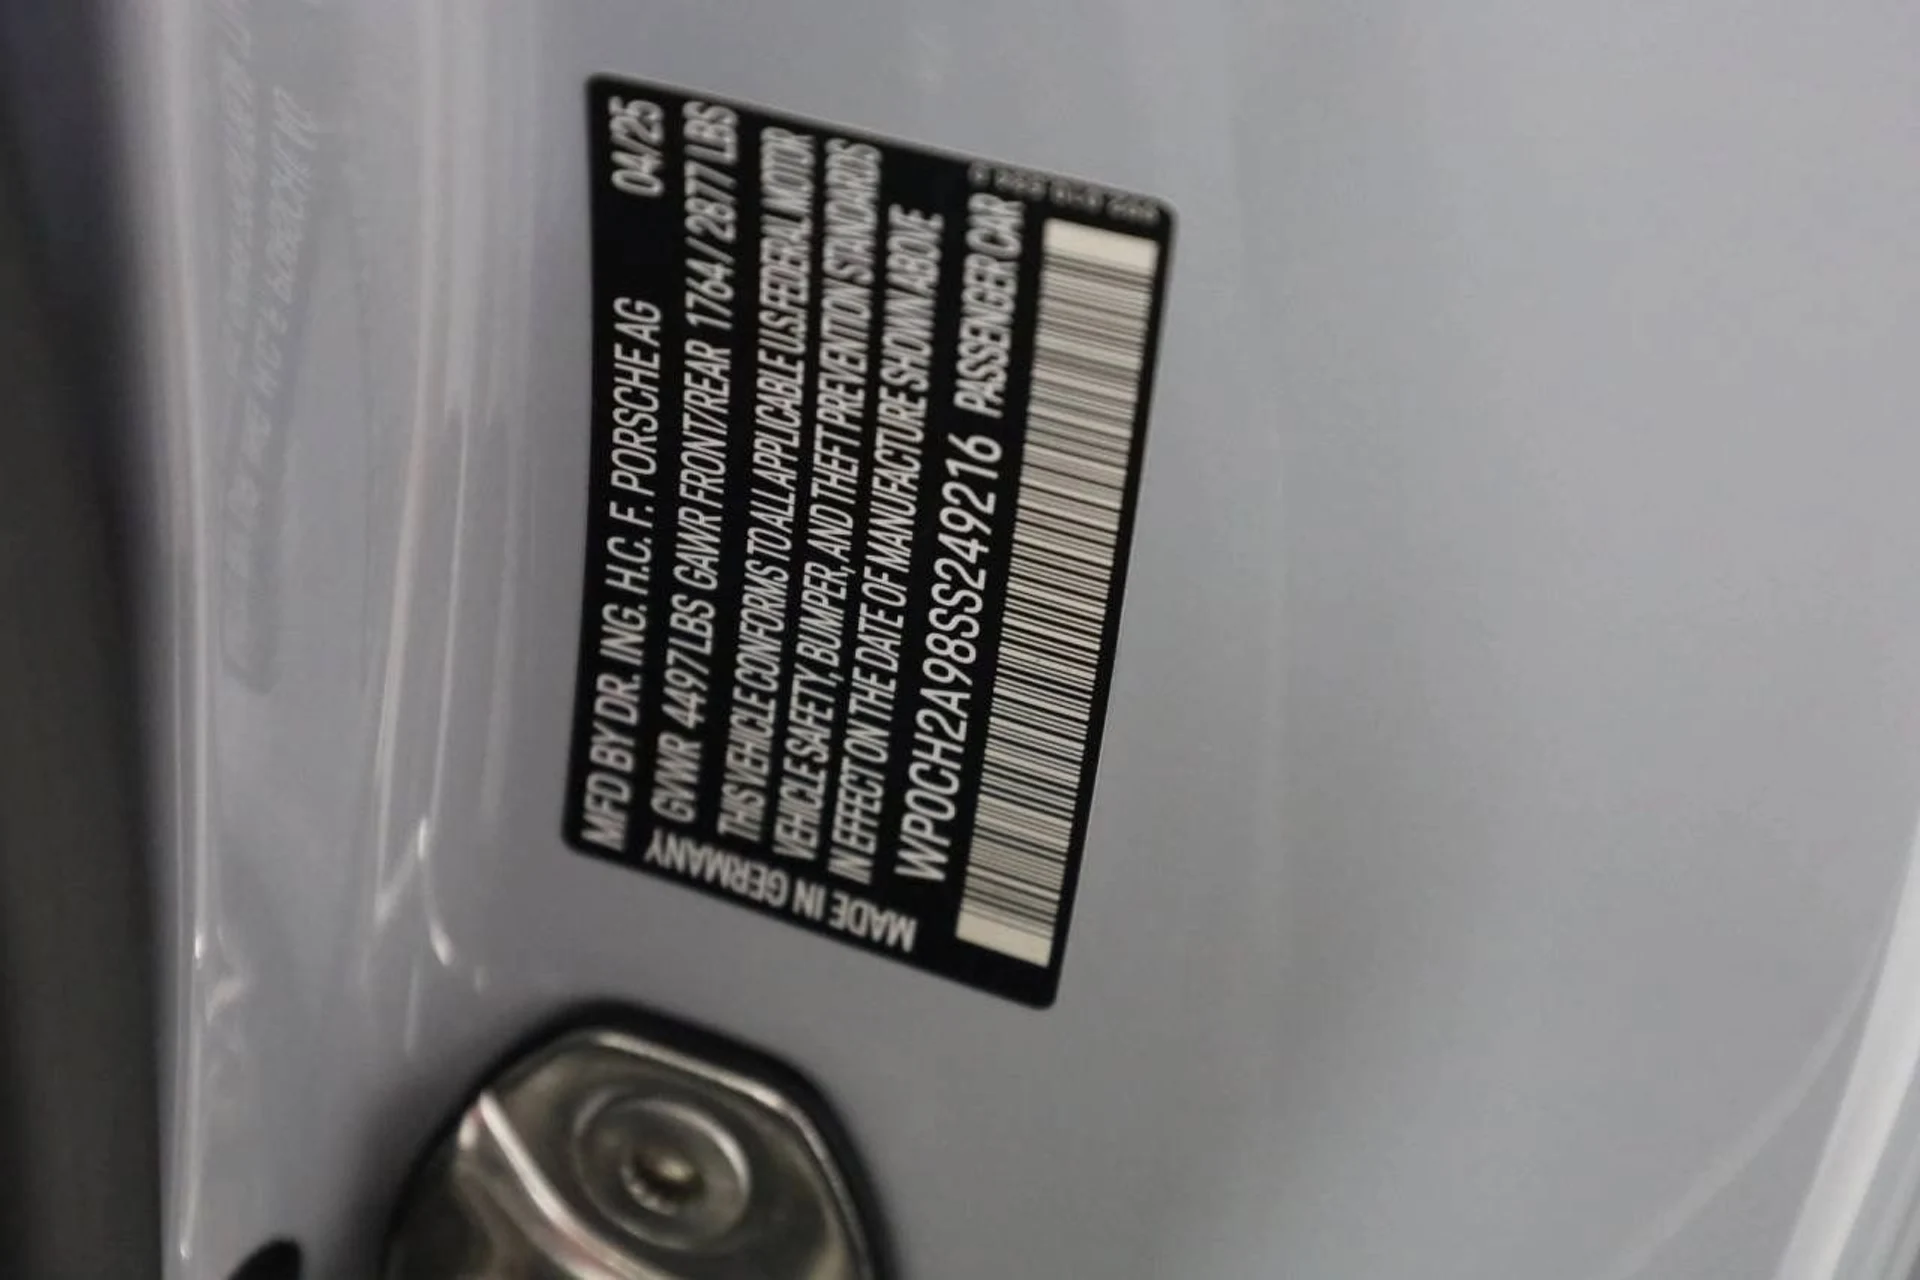 MFD BY DR. ING. H.C. F. PORSCHE AG 04/25
GVWR 4497 LBS GAWR FRONT/REAR 1764 / 2877 LBS
THIS VEHICLE CONFORMS TO ALL APPLICABLE U.S. FEDERAL MOTOR
VEHICLE SAFETY, BUMPER, AND THEFT PREVENTION STANDARDS
IN EFFECT ON THE DATE OF MANUFACTURE SHOWN ABOVE
WP0CH2A98SS249216 PASSENGER CAR
MADE IN GERMANY